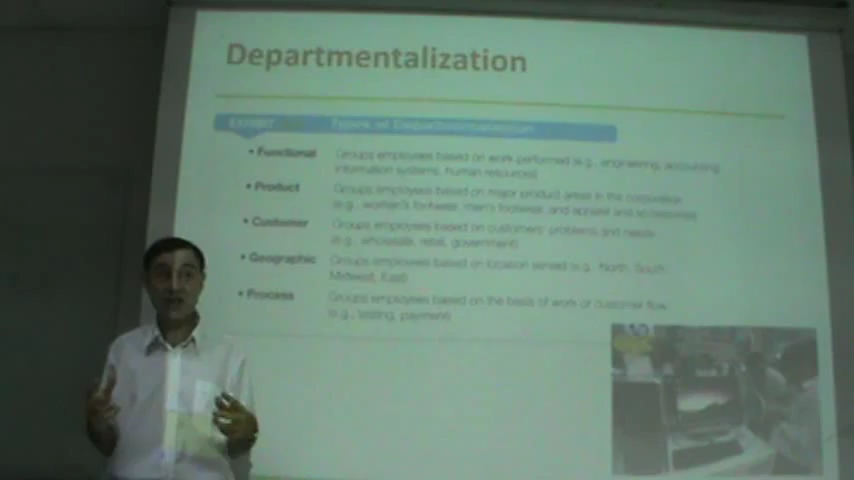 Departmentalization
EXHIBIT Types of Departmentalization
• Functional Groups employees based on work performed (e.g., engineering, accounting,
information systems, human resources)
• Product Groups employees based on major product areas in the corporation
(e.g., women's footwear, men's footwear, and apparel and accessories)
• Customer Groups employees based on customers' problems and needs
(e.g., wholesale, retail, government)
• Geographic Groups employees based on location served (e.g., North, South,
Midwest, East)
• Process Groups employees based on the basis of work or customer flow
(e.g., testing, payment)